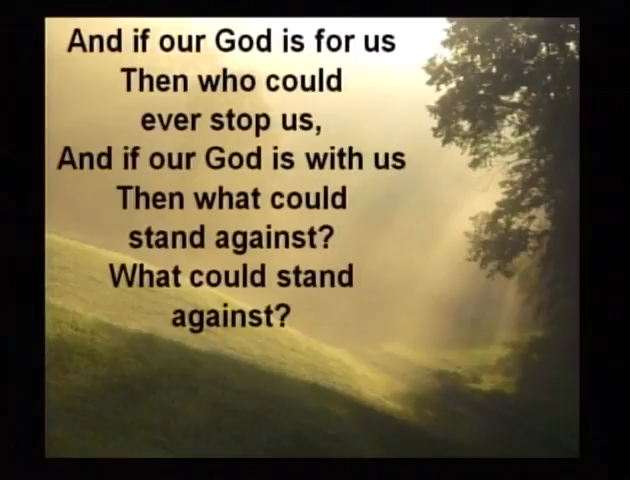 And if our God is for us
Then who could
ever stop us,
And if our God is with us
Then what could
stand against?
What could stand
against?